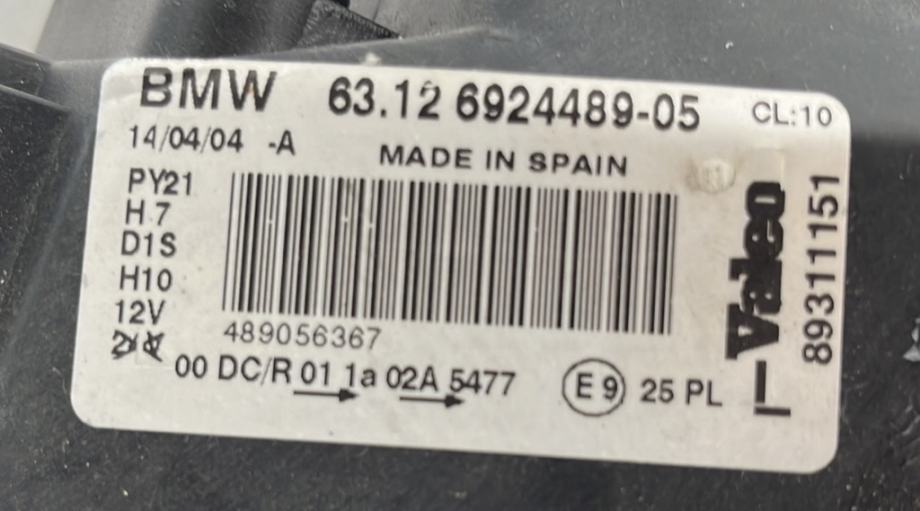 BMW 63.12 6924489-05 CL:10
14/04/04 -A
MADE IN SPAIN
PY21
H 7
D1S
H10
12V
489056367
00 DC/R 01 1a 02A 5477 E9 25 PL
Valeo
89311151